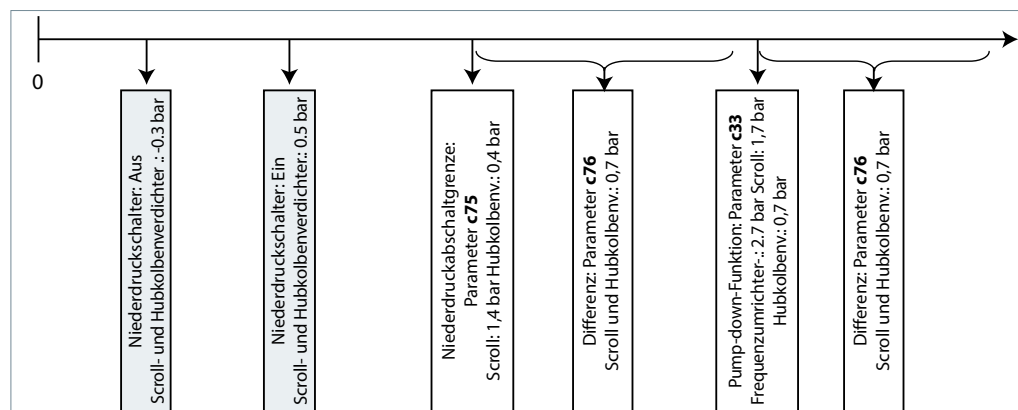 0
Niederdruckschalter: Aus
Scroll- und Hubkolbenverdichter .: -0.3 bar
Niederdruckschalter: Ein
Scroll- und Hubkolbenverdichter.: 0.5 bar
Niederdruckabschaltgrenze:
Parameter c75
Scroll: 1,4 bar Hubkolbenv.: 0,4 bar
Differenz: Parameter c76
Scroll und Hubkolbenv.: 0,7 bar
Pump-down-Funktion: Parameter c33
Frequenzumrichter-.: 2.7 bar Scroll: 1,7 bar
Hubkolbenv.: 0,7 bar
Differenz: Parameter c76
Scroll und Hubkolbenv.: 0,7 bar